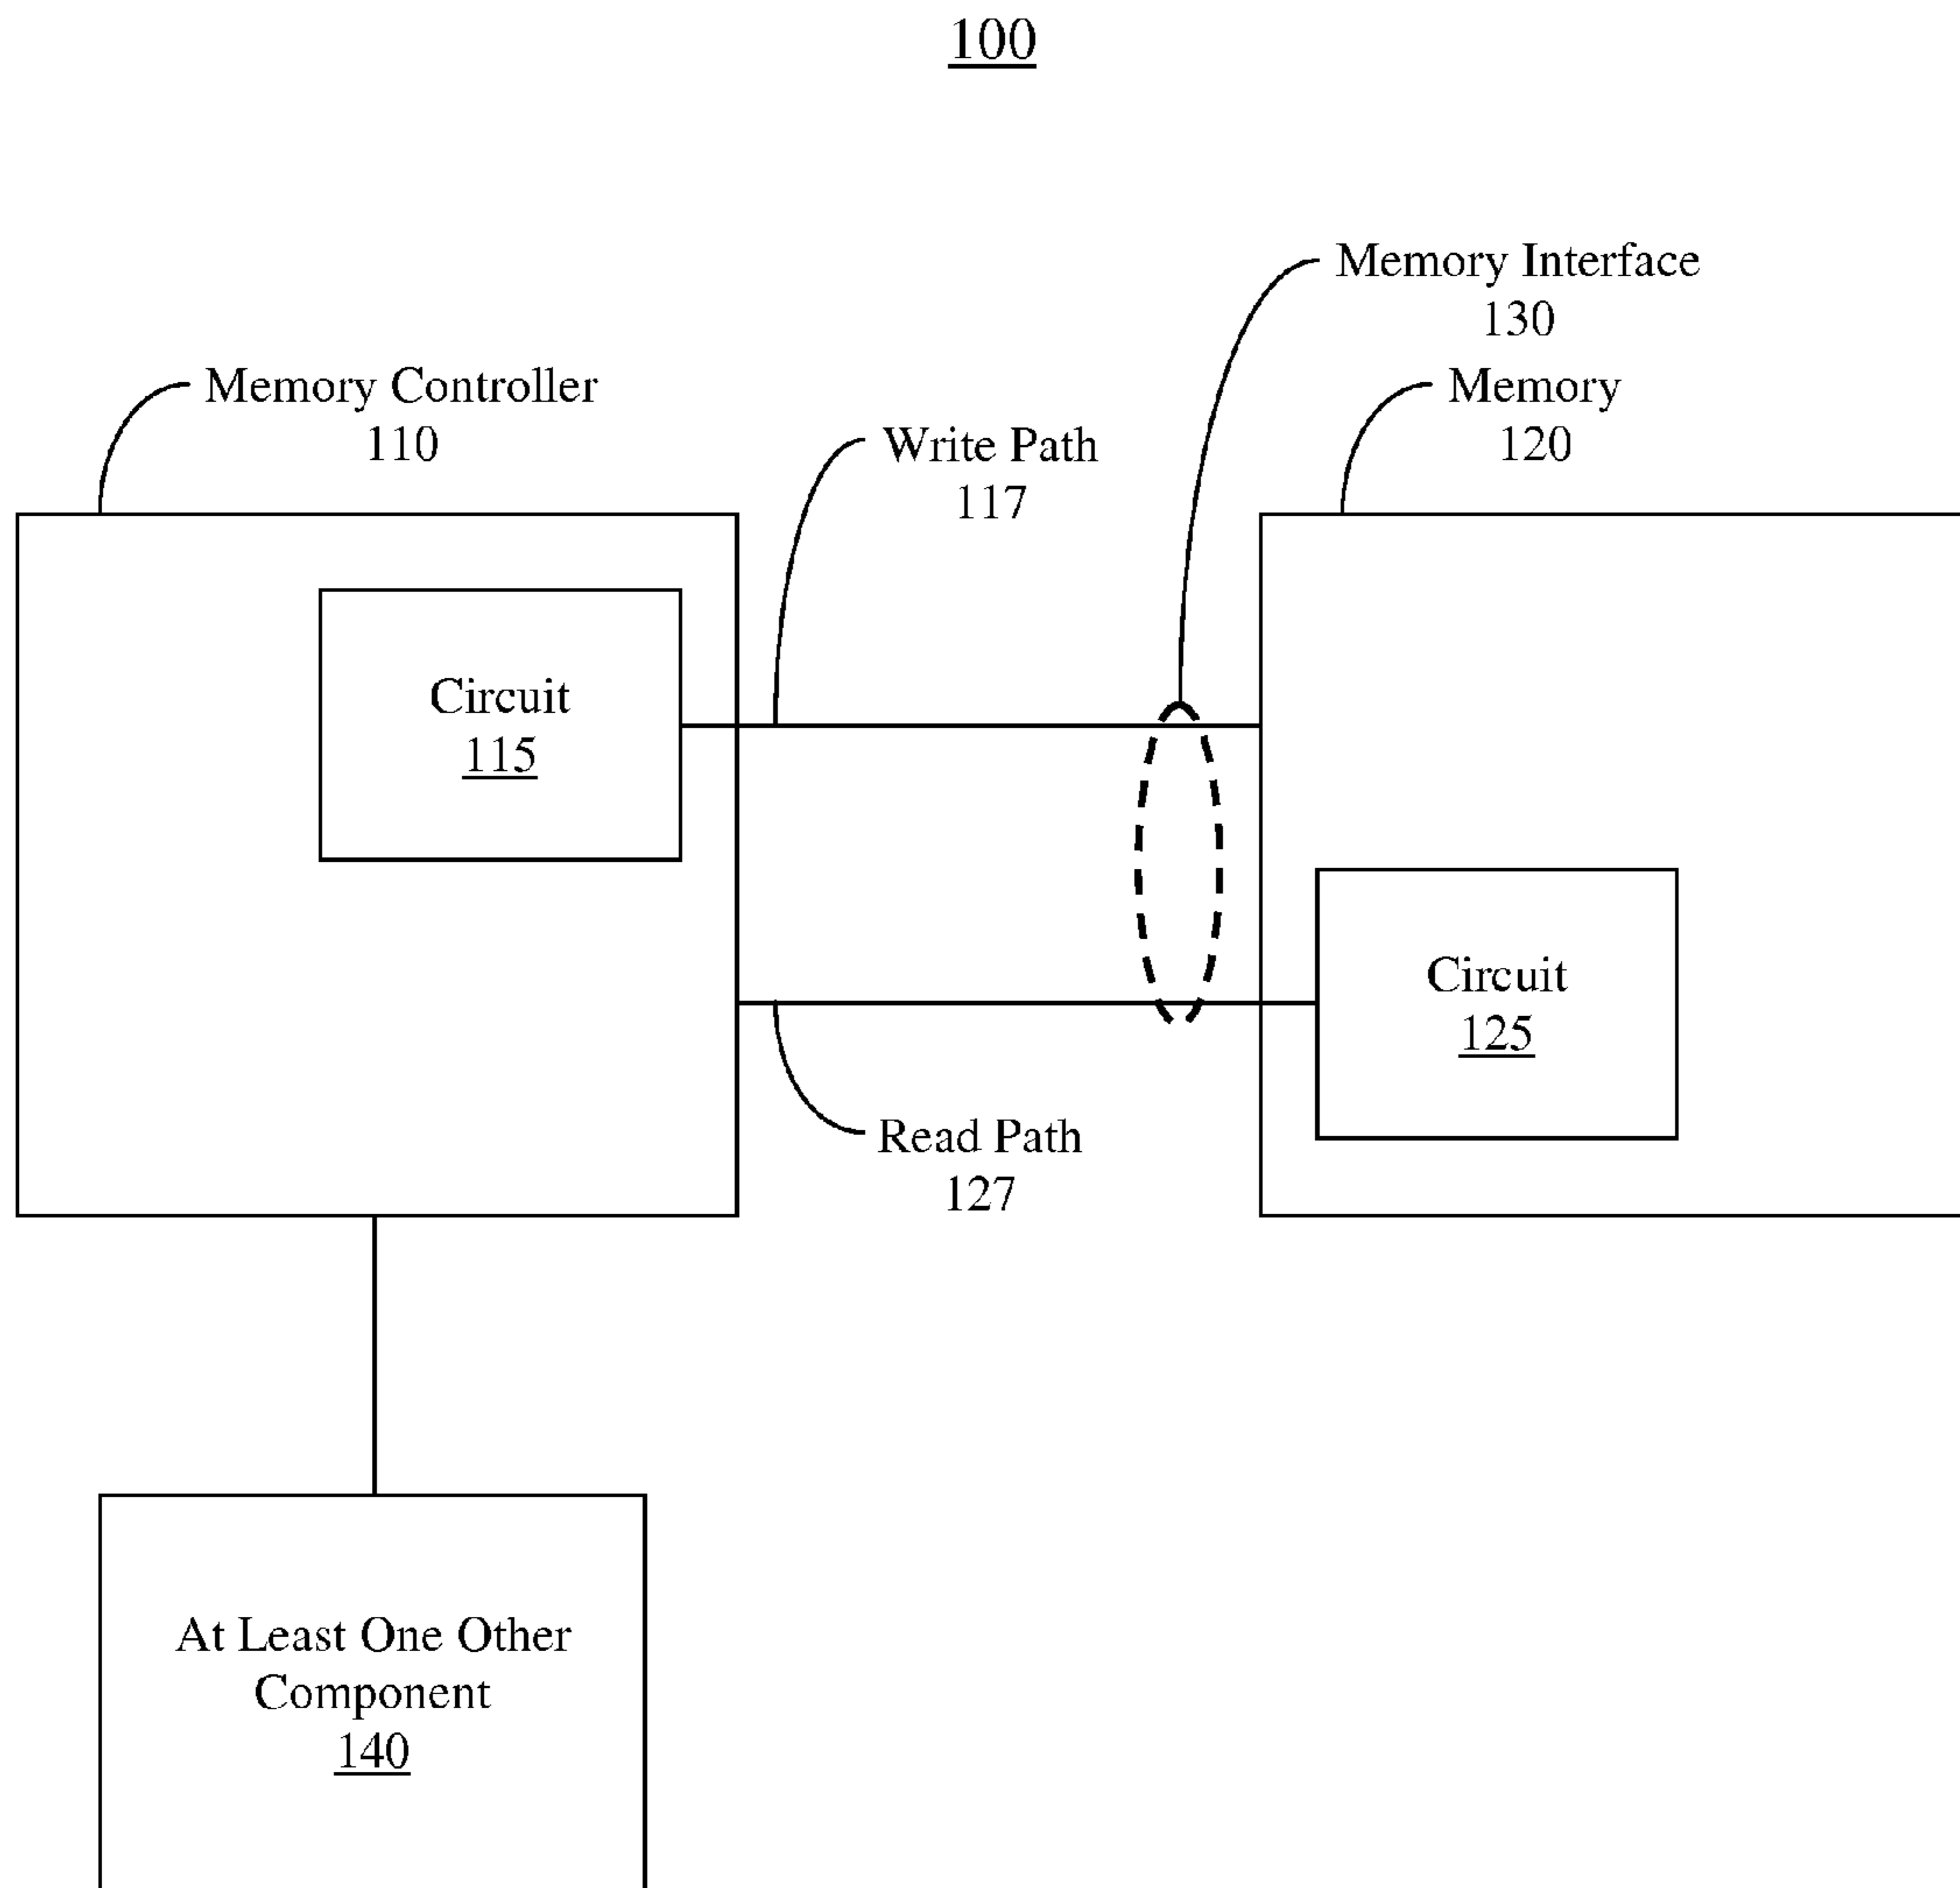 100
Memory Interface
130
Memory Controller
110
Memory
120
Write Path
117
Circuit
115
Circuit
125
Read Path
127
At Least One Other
Component
140